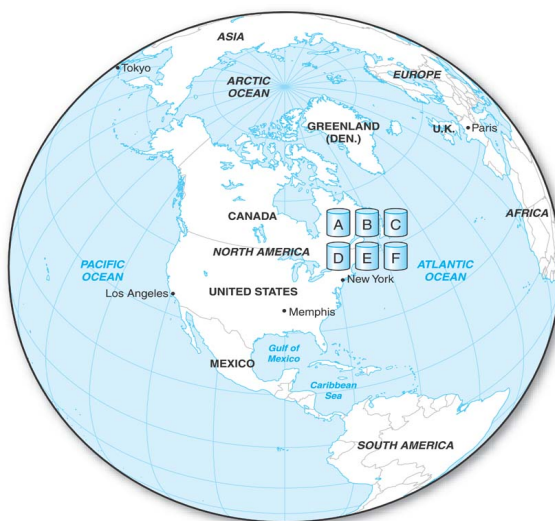 ASIA
Tokyo
ARCTIC
OCEAN
EUROPE
GREENLAND
(DEN.)
U.K.
Paris
CANADA
A B C
AFRICA
NORTH AMERICA
D E F
PACIFIC
OCEAN
ATLANTIC
OCEAN
New York
Los Angeles
UNITED STATES
Memphis
Gulf of
Mexico
MEXICO
Caribbean
Sea
SOUTH AMERICA